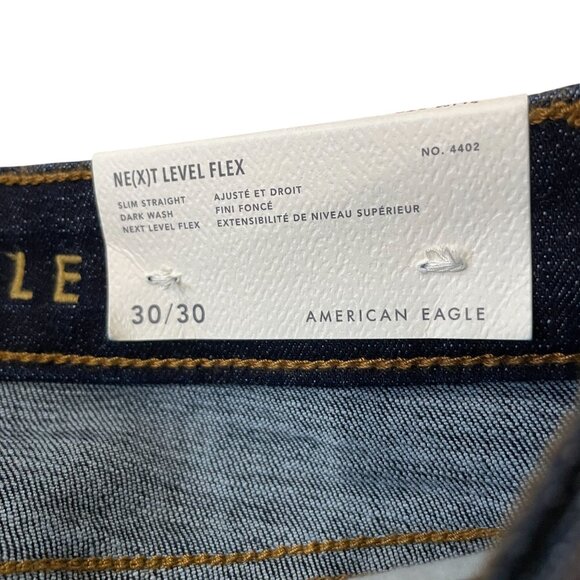 NE(X)T LEVEL FLEX
NO. 4402
SLIM STRAIGHT AJUSTÉ ET DROIT
DARK WASH FINI FONCÉ
NEXT LEVEL FLEX EXTENSIBILITÉ DE NIVEAU SUPÉRIEUR
LE
30/30 AMERICAN EAGLE